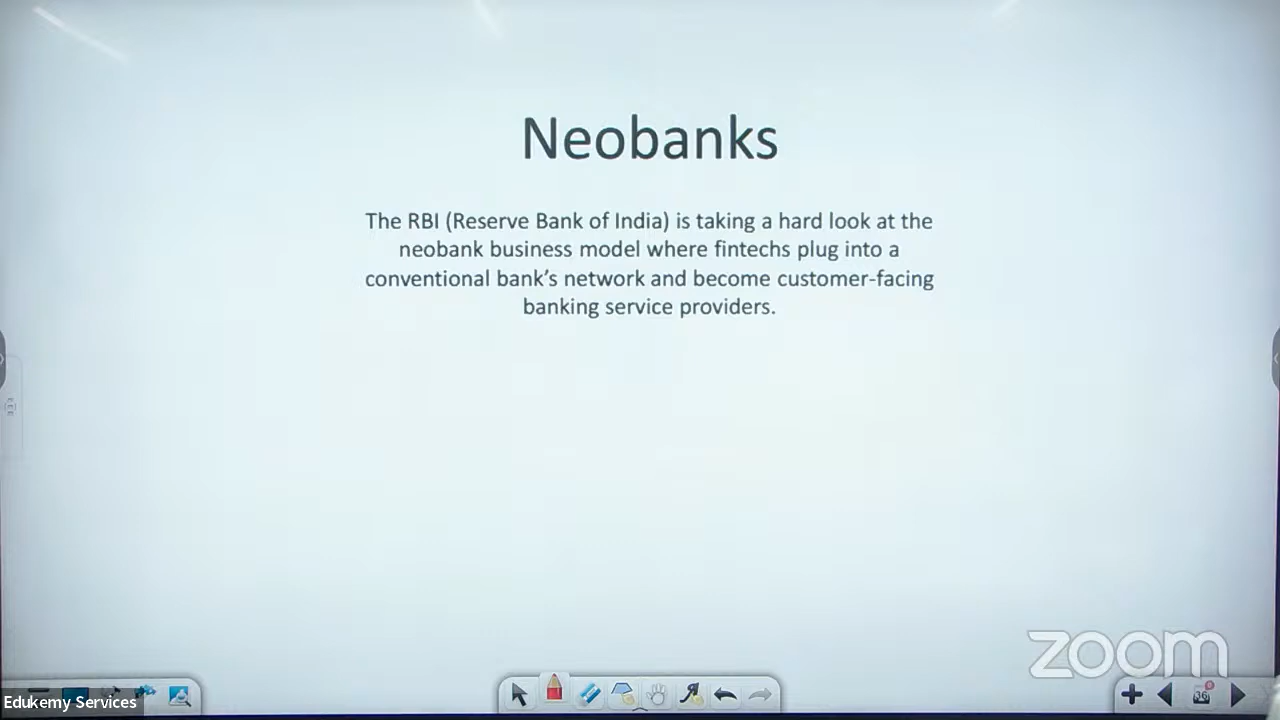 Neobanks
The RBI (Reserve Bank of India) is taking a hard look at the
neobank business model where fintechs plug into a
conventional bank's network and become customer-facing
banking service providers.
zoom
36
Edukemy Services